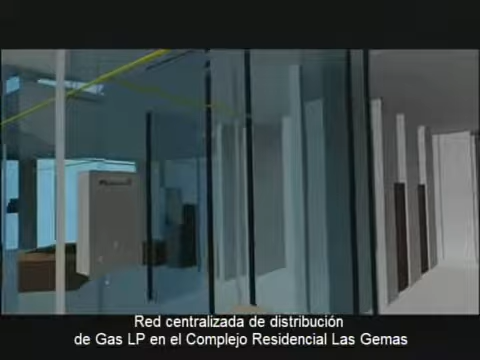 Red centralizada de distribución
de Gas LP en el Complejo Residencial Las Gemas